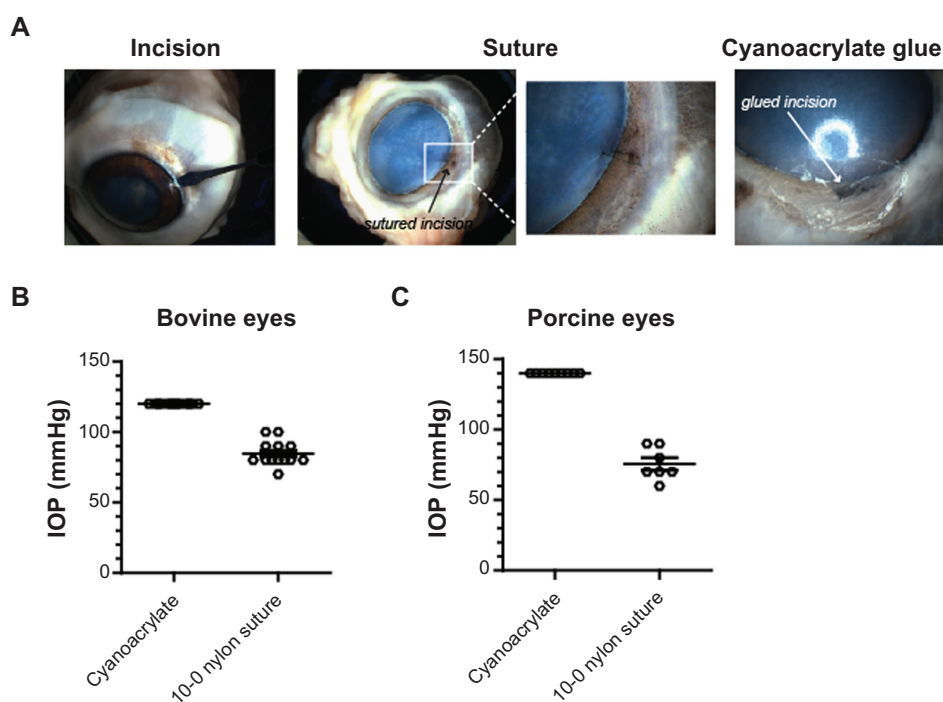 A
Incision
Suture
Cyanoacrylate glue
sutured incision
glued incision
B
Bovine eyes
IOP (mmHg)
150
100
50
0
Cyanoacrylate
10-0 nylon suture
C
Porcine eyes
IOP (mmHg)
150
100
50
0
Cyanoacrylate
10-0 nylon suture